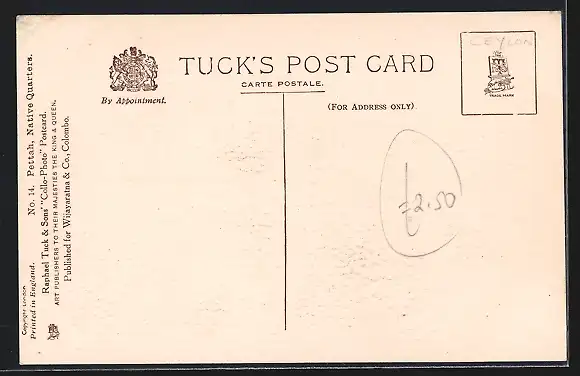 TUCK'S POST CARD
CARTE POSTALE.
By Appointment.
(FOR ADDRESS ONLY)
CEYLON
TRADE MARK
£2.50
Copyright London
Printed in England.
No. 14. Pettah, Native Quarters.
Raphael Tuck & Sons' "Collo-Photo" Postcard.
ART PUBLISHERS TO THEIR MAJESTIES THE KING & QUEEN.
Published for Wijayaratna & Co., Colombo.